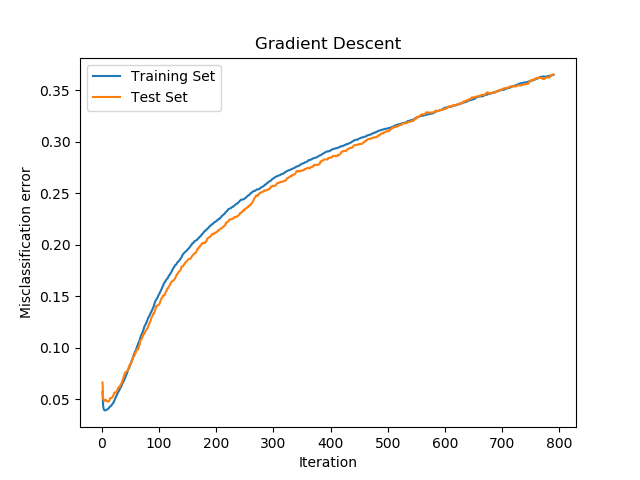 Gradient Descent
Training Set
Test Set
Misclassification error
0.35
0.30
0.25
0.20
0.15
0.10
0.05
0 100 200 300 400 500 600 700 800
Iteration